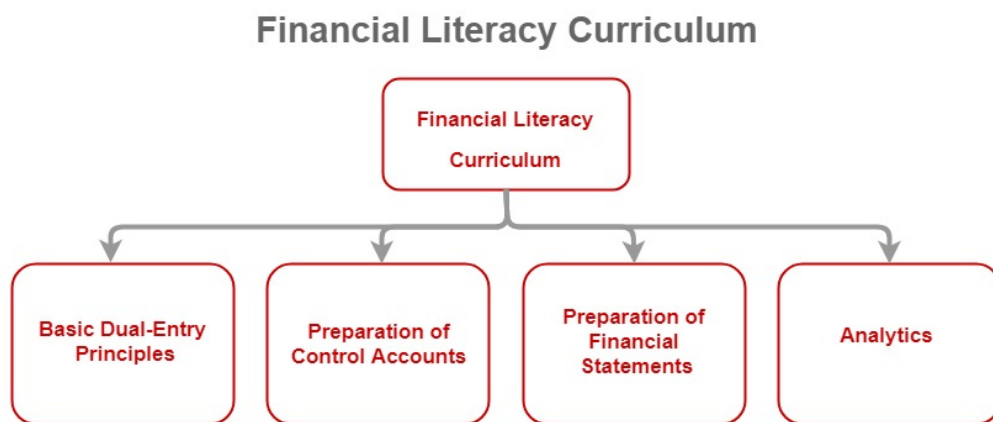 Financial Literacy Curriculum
Financial Literacy
Curriculum
Basic Dual-Entry
Principles
Preparation of
Control Accounts
Preparation of
Financial
Statements
Analytics